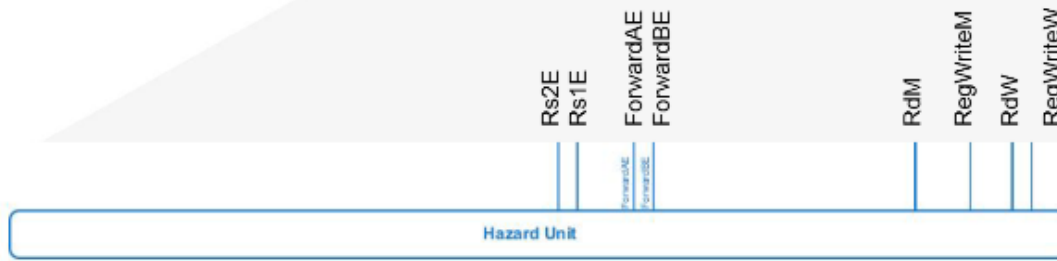 Rs2E
Rs1E
ForwardAE
ForwardBE
RdM
RegWriteM
RdW
RegWriteW
ForwardAE
ForwardBE
Hazard Unit